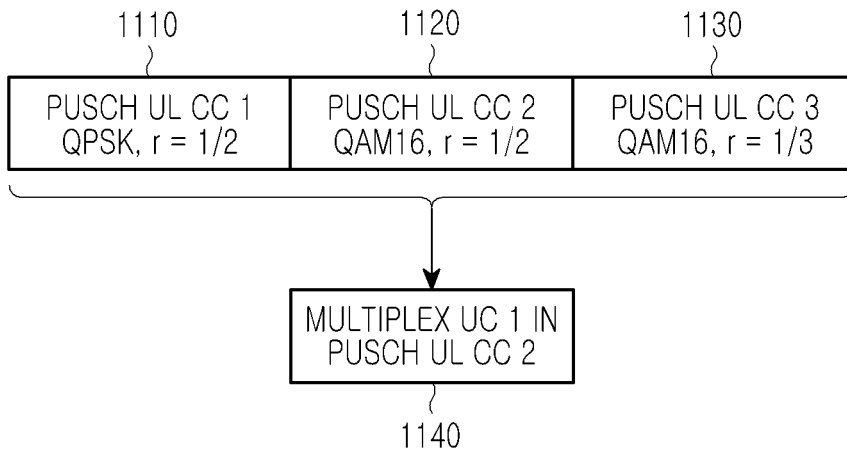 1110
1120
1130
PUSCH UL CC 1
QPSK, r = 1/2
PUSCH UL CC 2
QAM16, r = 1/2
PUSCH UL CC 3
QAM16, r = 1/3
MULTIPLEX UC 1 IN
PUSCH UL CC 2
1140